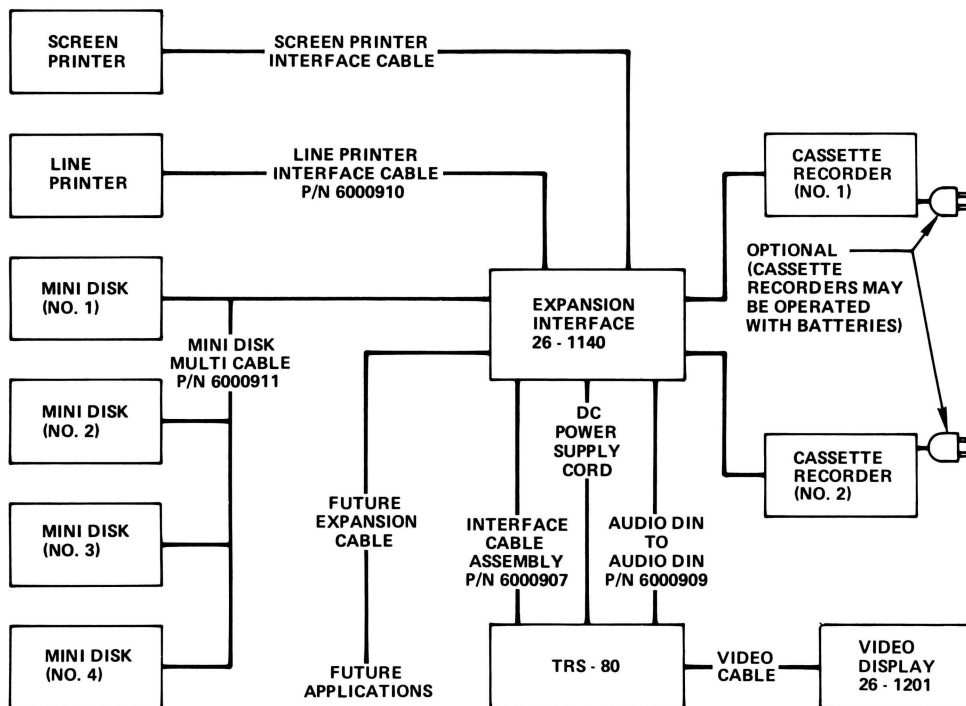 SCREEN
PRINTER
SCREEN PRINTER
INTERFACE CABLE
LINE
PRINTER
LINE PRINTER
INTERFACE CABLE
P/N 6000910
CASSETTE
RECORDER
(NO. 1)
OPTIONAL
(CASSETTE
RECORDERS MAY
BE OPERATED
WITH BATTERIES)
MINI DISK
(NO. 1)
EXPANSION
INTERFACE
26 - 1140
MINI DISK
MULTI CABLE
P/N 6000911
MINI DISK
(NO. 2)
DC
POWER
SUPPLY
CORD
CASSETTE
RECORDER
(NO. 2)
MINI DISK
(NO. 3)
FUTURE
EXPANSION
CABLE
INTERFACE
CABLE
ASSEMBLY
P/N 6000907
AUDIO DIN
TO
AUDIO DIN
P/N 6000909
MINI DISK
(NO. 4)
FUTURE
APPLICATIONS
TRS - 80
VIDEO
CABLE
VIDEO
DISPLAY
26 - 1201